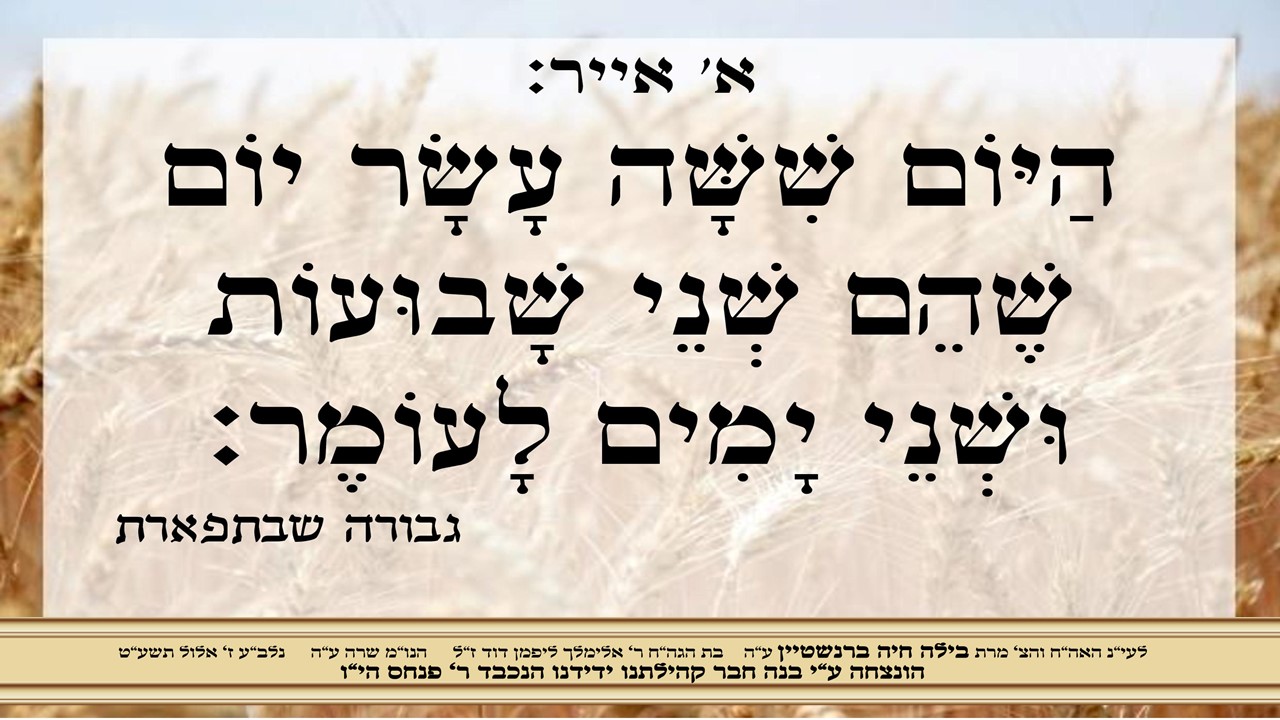 א׳ אייר:
הַיּוֹם שִׁשָּׁה עָשָׂר יוֹם
שֶׁהֵם שְׁנֵי שָׁבוּעוֹת
וּשְׁנֵי יָמִים לָעוֹמֶר:
גבורה שבתפארת
לעי״נ האה״ח והצ׳ מרת בילה חיה ברנשטיין ע״ה בת הגה״ח ר׳ אלימלך ליפמן דוד ז״ל הנו״מ שרה ע״ה נלב״ע ז׳ אלול תשע״ט
הונצחה ע״י בנה חבר קהילתנו ידידנו הנכבד ר׳ פנחס הי״ו